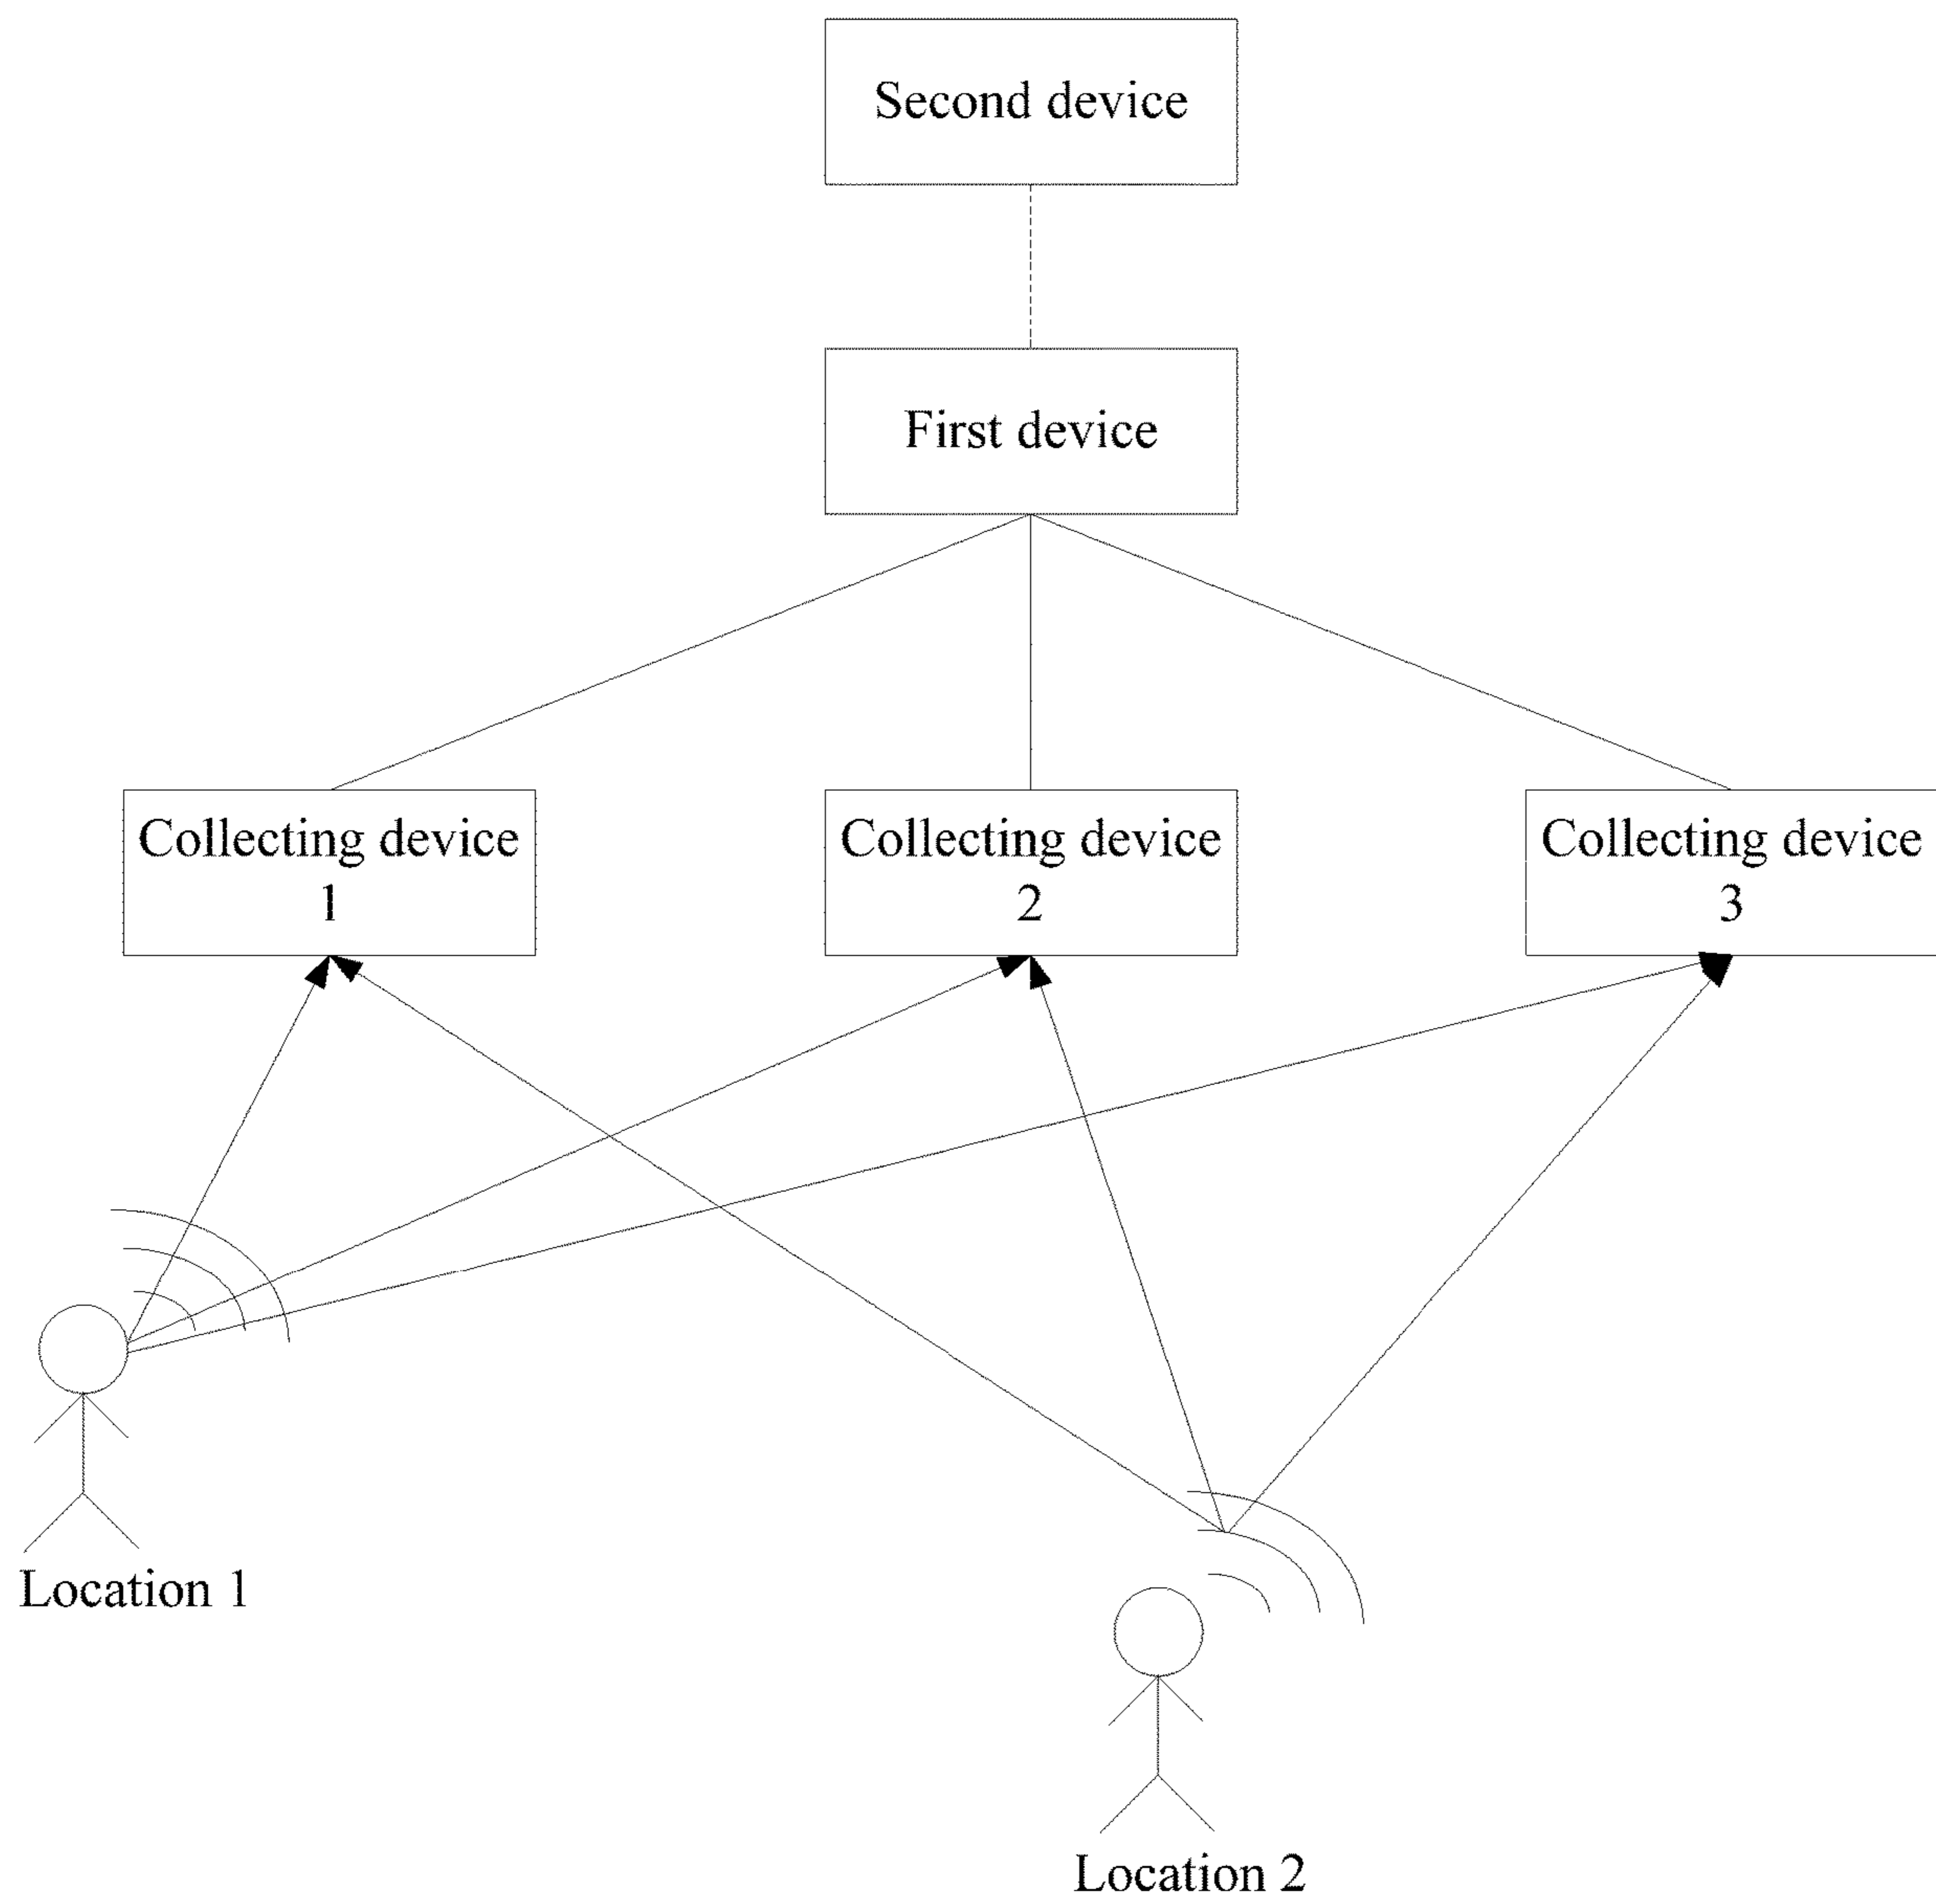 Second device
First device
Collecting device
1
Collecting device
2
Collecting device
3
Location 1
Location 2